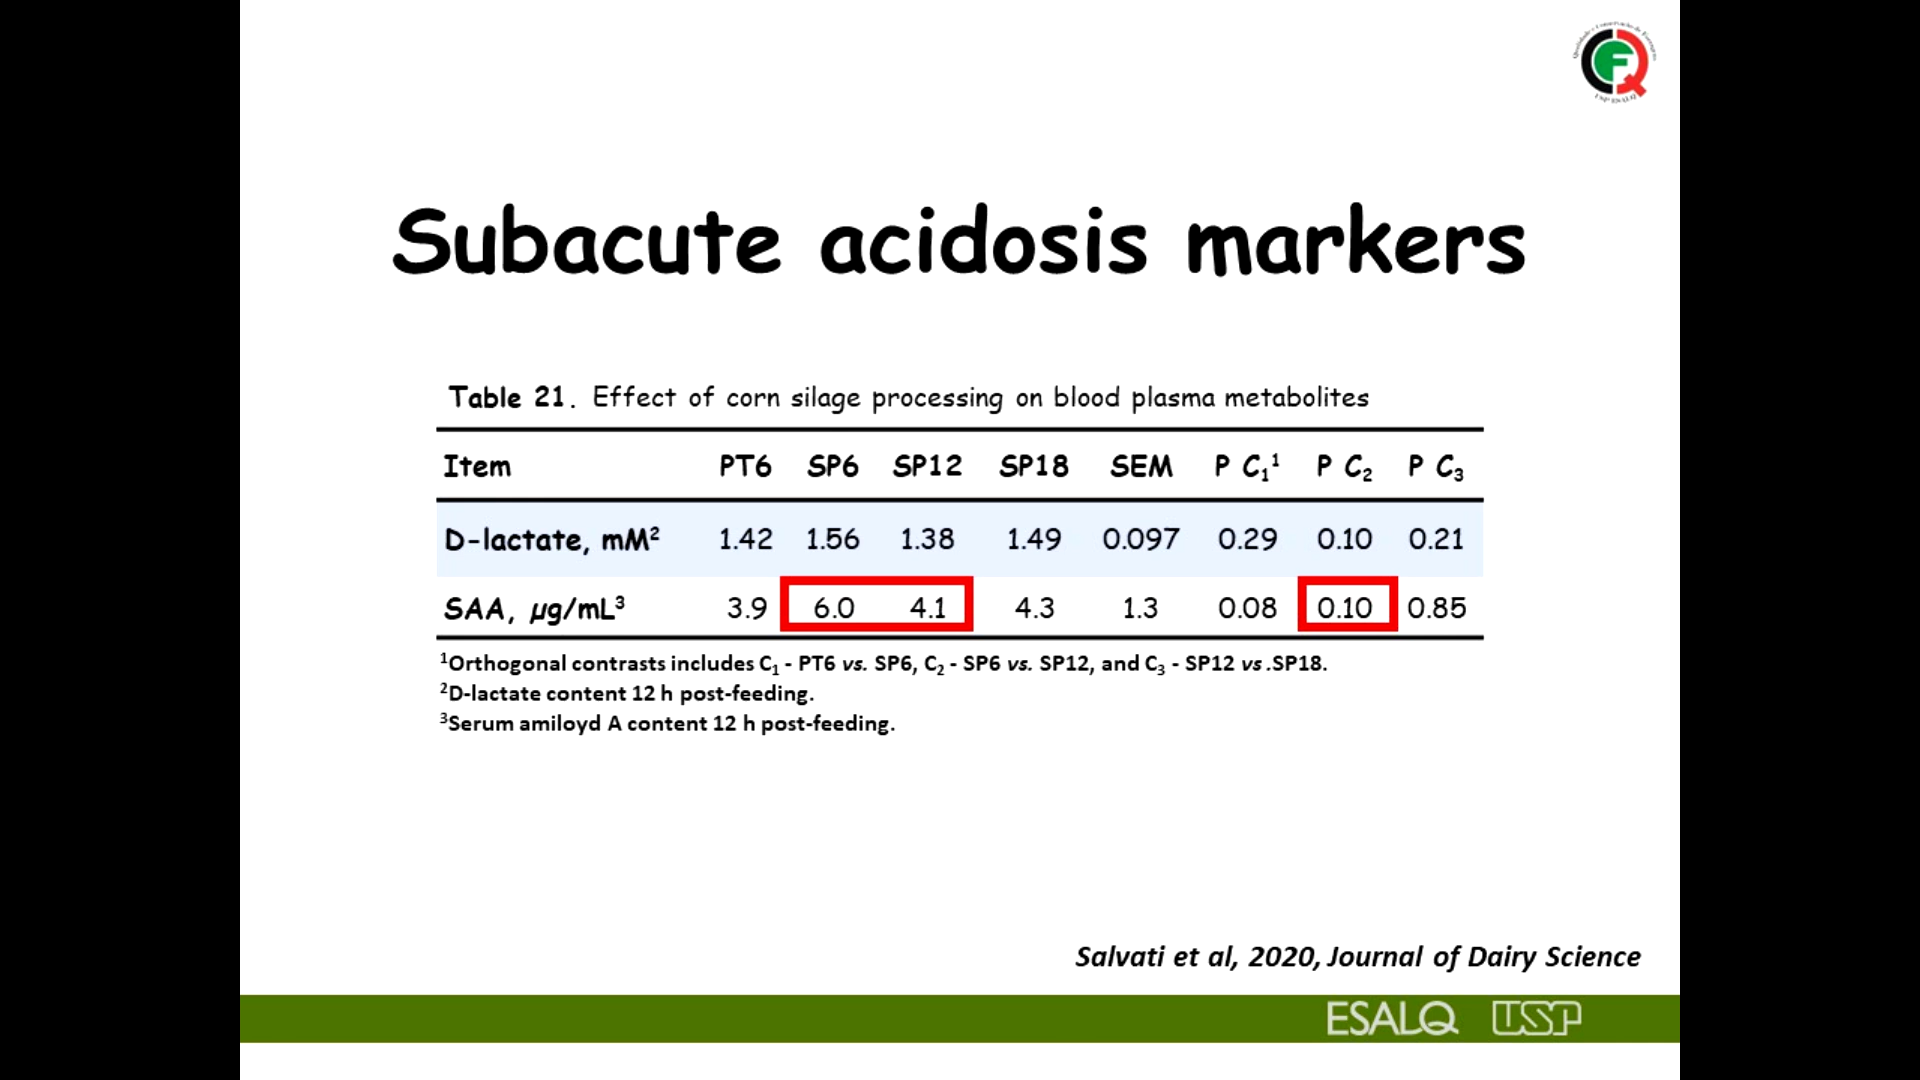 Subacute acidosis markers
Table 21. Effect of corn silage processing on blood plasma metabolites
Item PT6 SP6 SP12 SP18 SEM P C₁¹ P C₂ P C₃
D-lactate, mM² 1.42 1.56 1.38 1.49 0.097 0.29 0.10 0.21
SAA, µg/mL³ 3.9 6.0 4.1 4.3 1.3 0.08 0.10 0.85
¹Orthogonal contrasts includes C₁ - PT6 vs. SP6, C₂ - SP6 vs. SP12, and C₃ - SP12 vs.SP18.
²D-lactate content 12 h post-feeding.
³Serum amiloyd A content 12 h post-feeding.
Salvati et al, 2020, Journal of Dairy Science
ESALQ USP